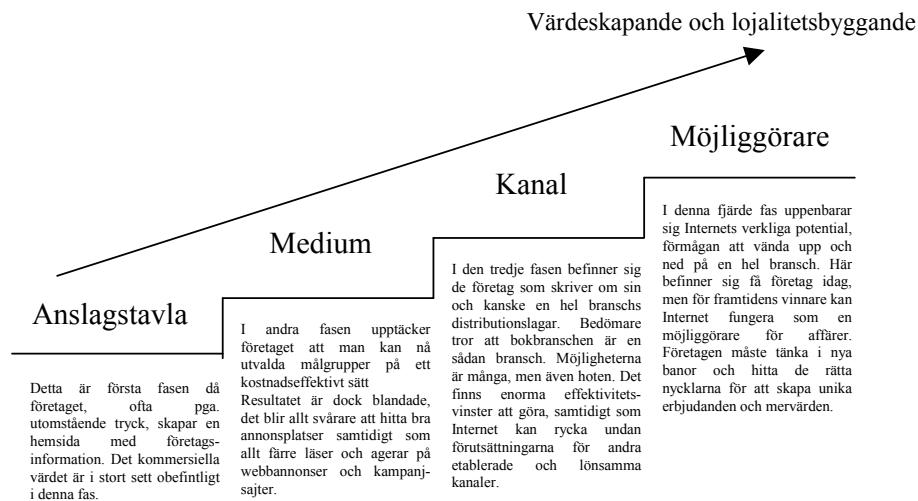 Värdeskapande och lojalitetsbyggande
Möjliggörare
Kanal
Medium
Anslagstavla
Detta är första fasen då
företaget, ofta pga.
utomstående tryck, skapar en
hemsida med företags-
information. Det kommersiella
värdet är i stort sett obefintligt
i denna fas.
I andra fasen upptäcker
företaget att man kan nå
utvalda målgrupper på ett
kostnadseffektivt sätt
Resultatet är dock blandade,
det blir allt svårare att hitta bra
annonsplatser samtidigt som
allt färre läser och agerar på
webbannonser och kampanj-
sajter.
I den tredje fasen befinner sig
de företag som skriver om sin
och kanske en hel branschs
distributionslagar. Bedömare
tror att bokbranschen är en
sådan bransch. Möjligheterna
är många, men även hoten. Det
finns enorma effektivitets-
vinster att göra, samtidigt som
Internet kan rycka undan
förutsättningarna för andra
etablerade och lönsamma
kanaler.
I denna fjärde fas uppenbarar
sig Internets verkliga potential,
förmågan att vända upp och
ned på en hel bransch. Här
befinner sig få företag idag,
men för framtidens vinnare kan
Internet fungera som en
möjliggörare för affärer.
Företagen måste tänka i nya
banor och hitta de rätta
nycklarna för att skapa unika
erbjudanden och mervärden.